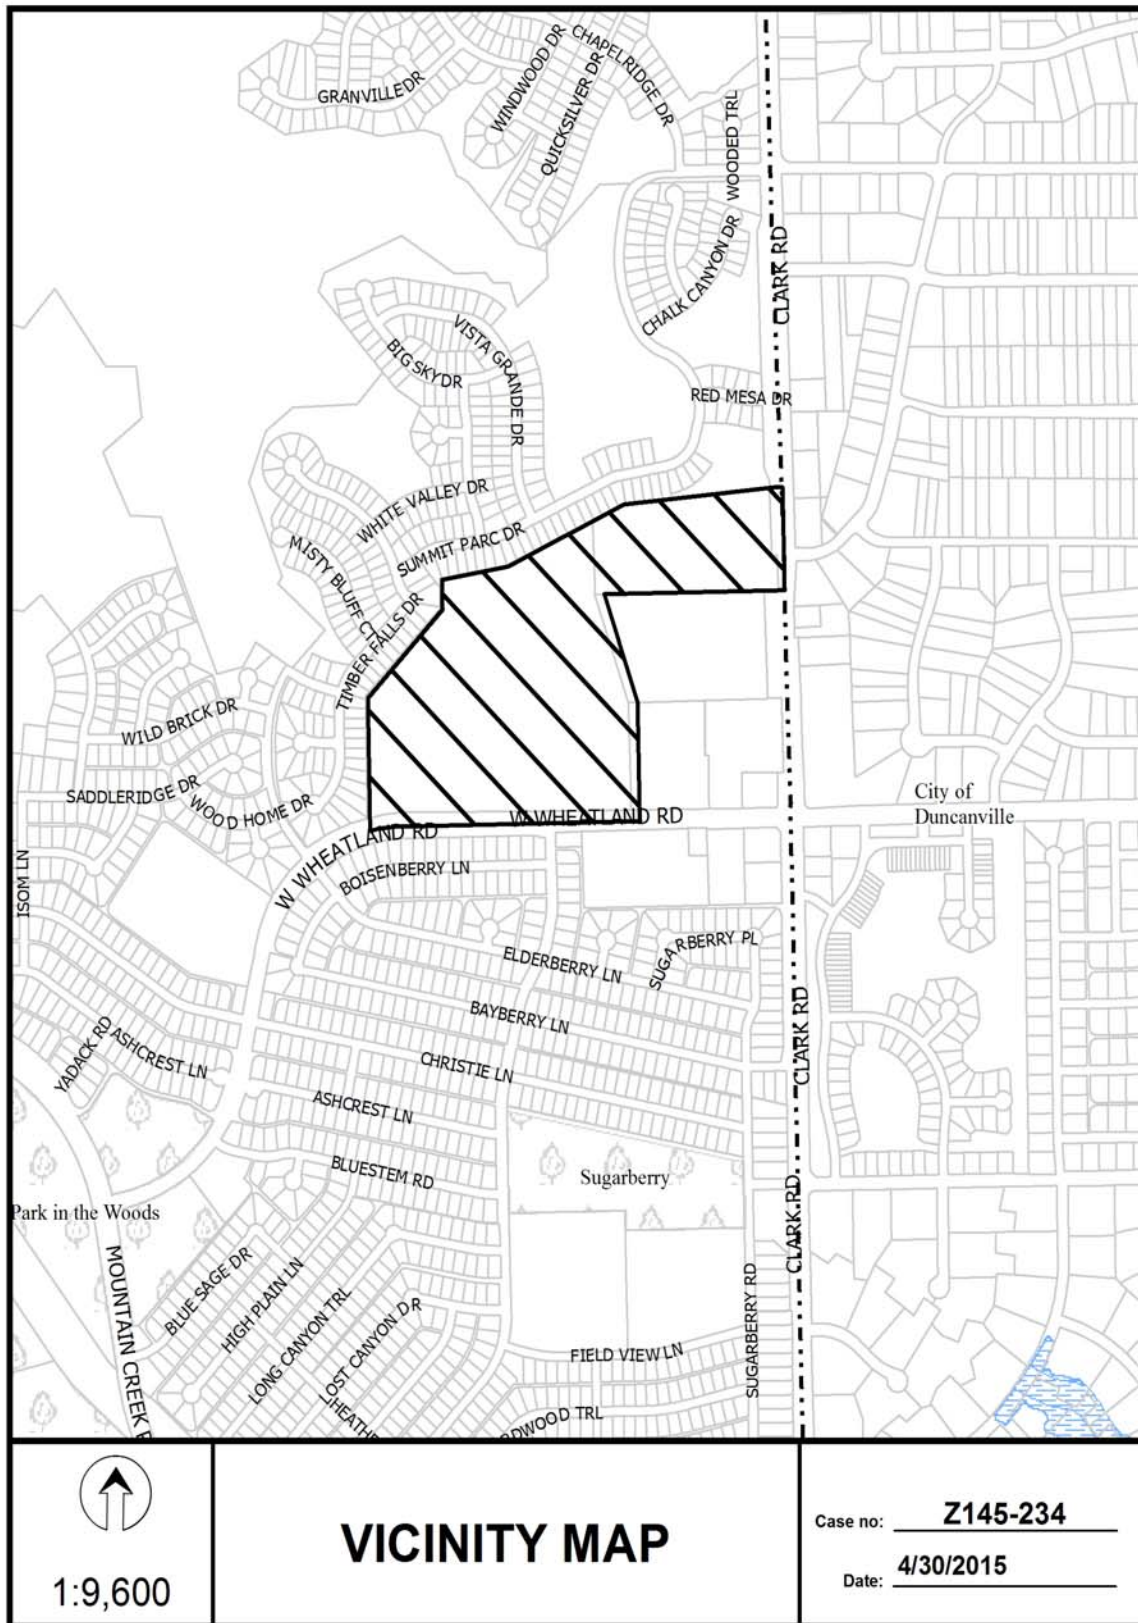 GRANVILLE DR
WINDWOOD DR
CHAPELRIDGE DR
QUICKSILVER DR
WOODED TRL
CLARK RD
CHALK CANYON DR
VISTA GRANDE DR
BIG SKY DR
RED MESA DR
WHITE VALLEY DR
SUMMIT PARC DR
MISTY BLUFF CT
TIMBER FALLS DR
WILD BRICK DR
SADDLERIDGE DR
WOOD HOME DR
W WHEATLAND RD
W WHEATLAND RD
City of
Duncanville
ISOM LN
BOISENBERRY LN
ELDERBERRY LN
SUGARBERRY PL
BAYBERRY LN
CLARK RD
YADACK RD
ASHCREST LN
CHRISTIE LN
ASHCREST LN
BLUESTEM RD
Sugarberry
CLARK RD
Park in the Woods
MOUNTAIN CREEK
BLUE SAGE DR
HIGH PLAIN LN
LONG CANYON TRL
LOST CANYON DR
SUGARBERRY RD
FIELD VIEW LN
RDWOOD TRL
1:9,600
VICINITY MAP
Case no: Z145-234
Date: 4/30/2015